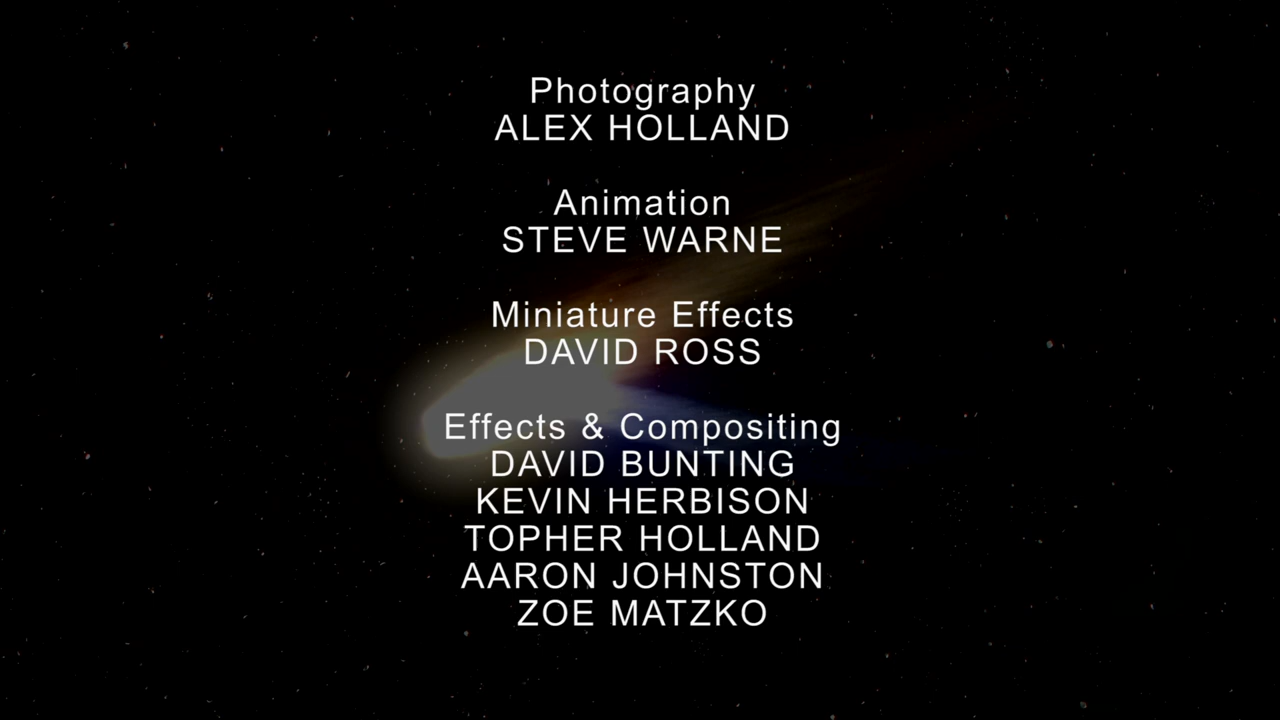 Photography
ALEX HOLLAND
Animation
STEVE WARNE
Miniature Effects
DAVID ROSS
Effects & Compositing
DAVID BUNTING
KEVIN HERBISON
TOPHER HOLLAND
AARON JOHNSTON
ZOE MATZKO